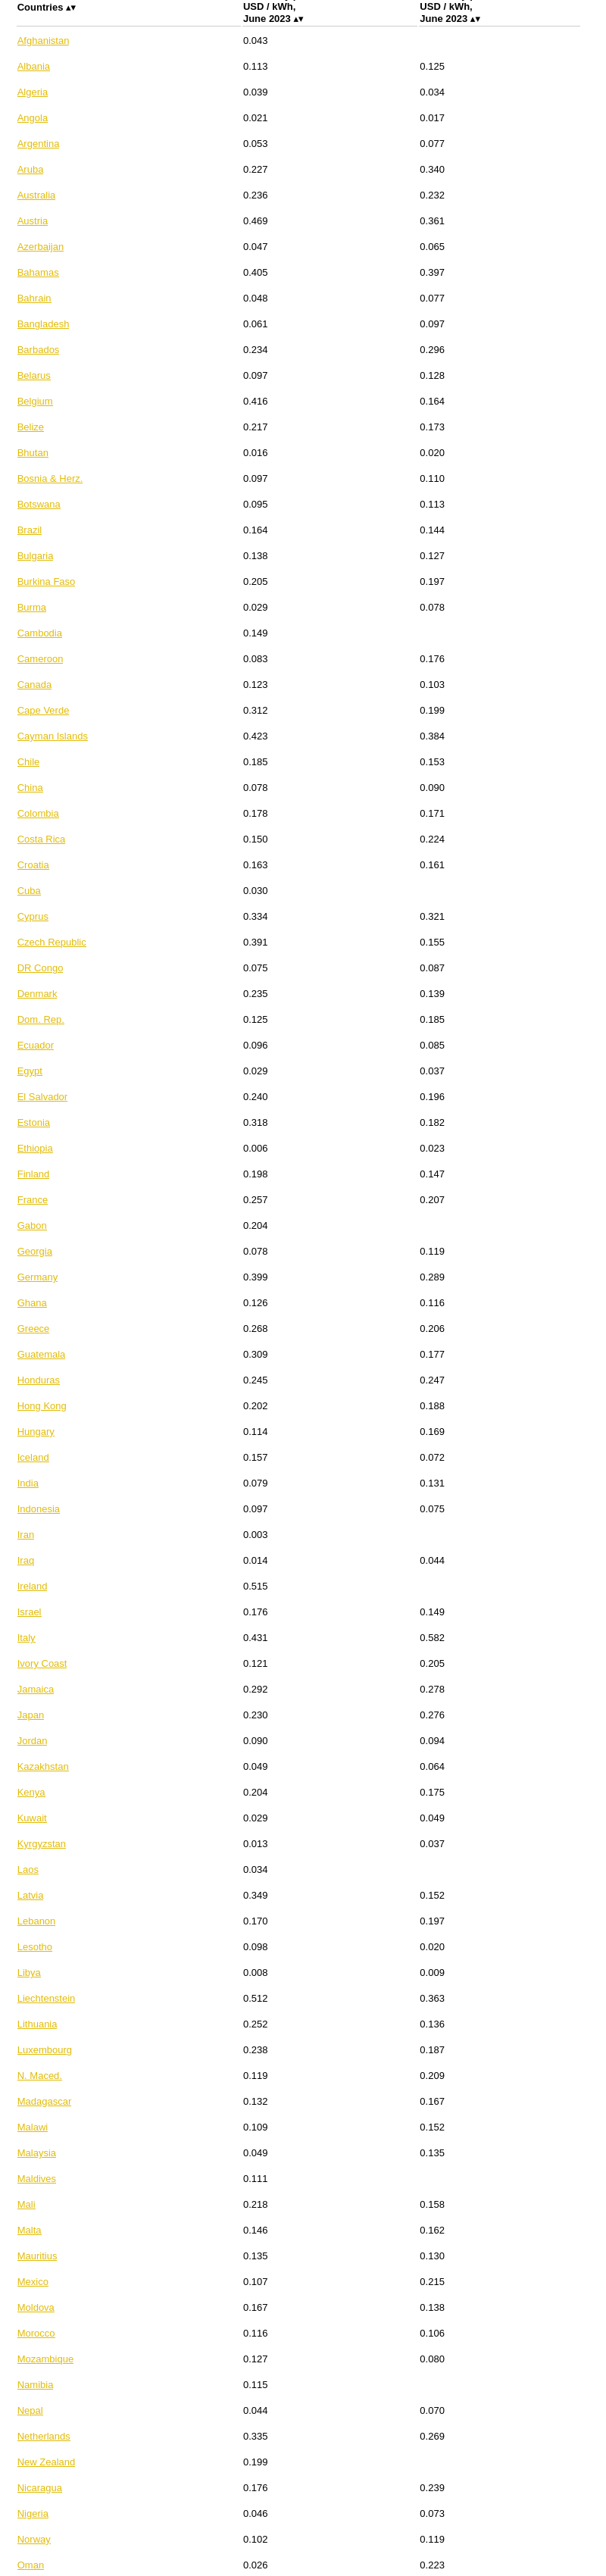 USD / kWh, USD / kWh,
Countries ▴▾ June 2023 ▴▾ June 2023 ▴▾
Afghanistan 0.043
Albania 0.113 0.125
Algeria 0.039 0.034
Angola 0.021 0.017
Argentina 0.053 0.077
Aruba 0.227 0.340
Australia 0.236 0.232
Austria 0.469 0.361
Azerbaijan 0.047 0.065
Bahamas 0.405 0.397
Bahrain 0.048 0.077
Bangladesh 0.061 0.097
Barbados 0.234 0.296
Belarus 0.097 0.128
Belgium 0.416 0.164
Belize 0.217 0.173
Bhutan 0.016 0.020
Bosnia & Herz. 0.097 0.110
Botswana 0.095 0.113
Brazil 0.164 0.144
Bulgaria 0.138 0.127
Burkina Faso 0.205 0.197
Burma 0.029 0.078
Cambodia 0.149
Cameroon 0.083 0.176
Canada 0.123 0.103
Cape Verde 0.312 0.199
Cayman Islands 0.423 0.384
Chile 0.185 0.153
China 0.078 0.090
Colombia 0.178 0.171
Costa Rica 0.150 0.224
Croatia 0.163 0.161
Cuba 0.030
Cyprus 0.334 0.321
Czech Republic 0.391 0.155
DR Congo 0.075 0.087
Denmark 0.235 0.139
Dom. Rep. 0.125 0.185
Ecuador 0.096 0.085
Egypt 0.029 0.037
El Salvador 0.240 0.196
Estonia 0.318 0.182
Ethiopia 0.006 0.023
Finland 0.198 0.147
France 0.257 0.207
Gabon 0.204
Georgia 0.078 0.119
Germany 0.399 0.289
Ghana 0.126 0.116
Greece 0.268 0.206
Guatemala 0.309 0.177
Honduras 0.245 0.247
Hong Kong 0.202 0.188
Hungary 0.114 0.169
Iceland 0.157 0.072
India 0.079 0.131
Indonesia 0.097 0.075
Iran 0.003
Iraq 0.014 0.044
Ireland 0.515
Israel 0.176 0.149
Italy 0.431 0.582
Ivory Coast 0.121 0.205
Jamaica 0.292 0.278
Japan 0.230 0.276
Jordan 0.090 0.094
Kazakhstan 0.049 0.064
Kenya 0.204 0.175
Kuwait 0.029 0.049
Kyrgyzstan 0.013 0.037
Laos 0.034
Latvia 0.349 0.152
Lebanon 0.170 0.197
Lesotho 0.098 0.020
Libya 0.008 0.009
Liechtenstein 0.512 0.363
Lithuania 0.252 0.136
Luxembourg 0.238 0.187
N. Maced. 0.119 0.209
Madagascar 0.132 0.167
Malawi 0.109 0.152
Malaysia 0.049 0.135
Maldives 0.111
Mali 0.218 0.158
Malta 0.146 0.162
Mauritius 0.135 0.130
Mexico 0.107 0.215
Moldova 0.167 0.138
Morocco 0.116 0.106
Mozambique 0.127 0.080
Namibia 0.115
Nepal 0.044 0.070
Netherlands 0.335 0.269
New Zealand 0.199
Nicaragua 0.176 0.239
Nigeria 0.046 0.073
Norway 0.102 0.119
Oman 0.026 0.223